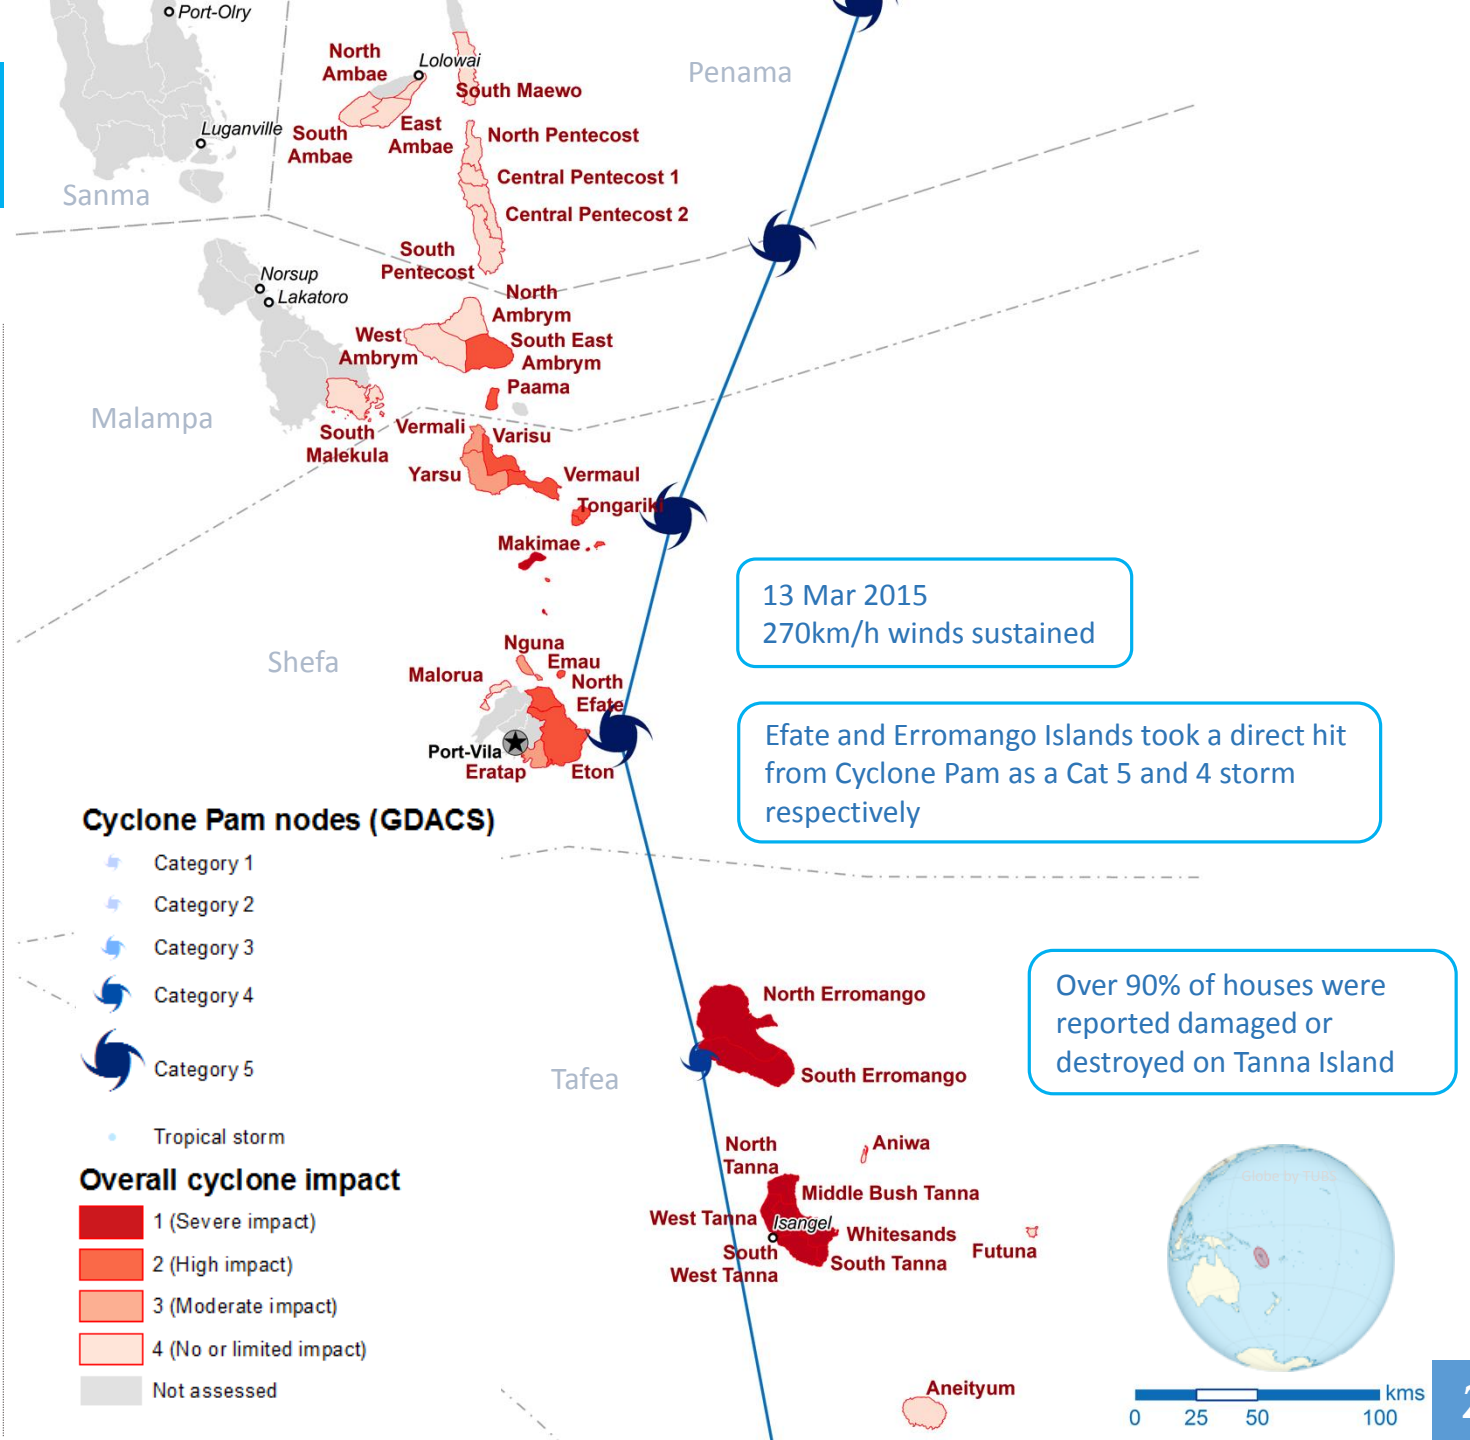 Port-Olry
North
Ambae
Lolowai
Penama
South Maewo
Luganville
South
Ambae
East
Ambae
North Pentecost
Central Pentecost 1
Sanma
Central Pentecost 2
South
Pentecost
Norsup
Lakatoro
North
Ambrym
West
Ambrym
South East
Ambrym
Paama
Malampa
South
Malekula
Vermali
Varisu
Yarsu
Vermaul
Tongariki
Makimae
13 Mar 2015
270km/h winds sustained
Shefa
Nguna
Emau
Malorua
North
Efate
Port-Vila
Eratap
Eton
Efate and Erromango Islands took a direct hit
from Cyclone Pam as a Cat 5 and 4 storm
respectively
Cyclone Pam nodes (GDACS)
Category 1
Category 2
Category 3
Category 4
Category 5
Tropical storm
North Erromango
South Erromango
Tafea
Over 90% of houses were
reported damaged or
destroyed on Tanna Island
Overall cyclone impact
1 (Severe impact)
2 (High impact)
3 (Moderate impact)
4 (No or limited impact)
Not assessed
North
Tanna
Aniwa
Middle Bush Tanna
West Tanna
Isangel
Whitesands
South
West Tanna
South Tanna
Futuna
Globe by TUBS
Aneityum
kms
0 25 50 100
2